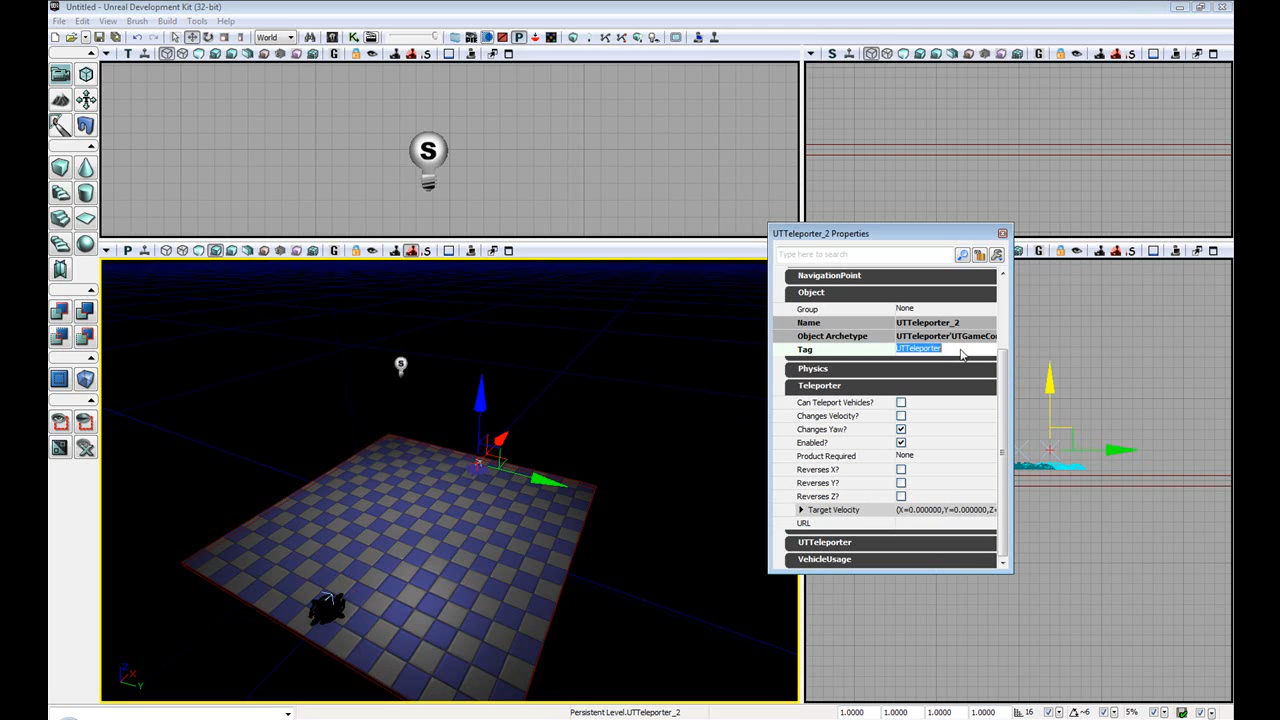 Untitled - Unreal Development Kit (32-bit)
File Edit View Brush Build Tools Help
World
T G S
S G S
S
P G S
S
UTTeleporter_2 Properties
Type here to search
NavigationPoint
Object
Group None
Name UTTeleporter_2
Object Archetype UTTeleporter'UTGameCo
Tag UTTeleporter
Physics
Teleporter
Can Teleport Vehicles?
Changes Velocity?
Changes Yaw?
Enabled?
Product Required None
Reverses X?
Reverses Y?
Reverses Z?
Target Velocity (X=0.000000,Y=0.000000,Z=
URL
UTTeleporter
VehicleUsage
Z X Y
Persistent Level.UTTeleporter_2 1.0000 1.0000 1.0000 1.0000 16 ~6 5%